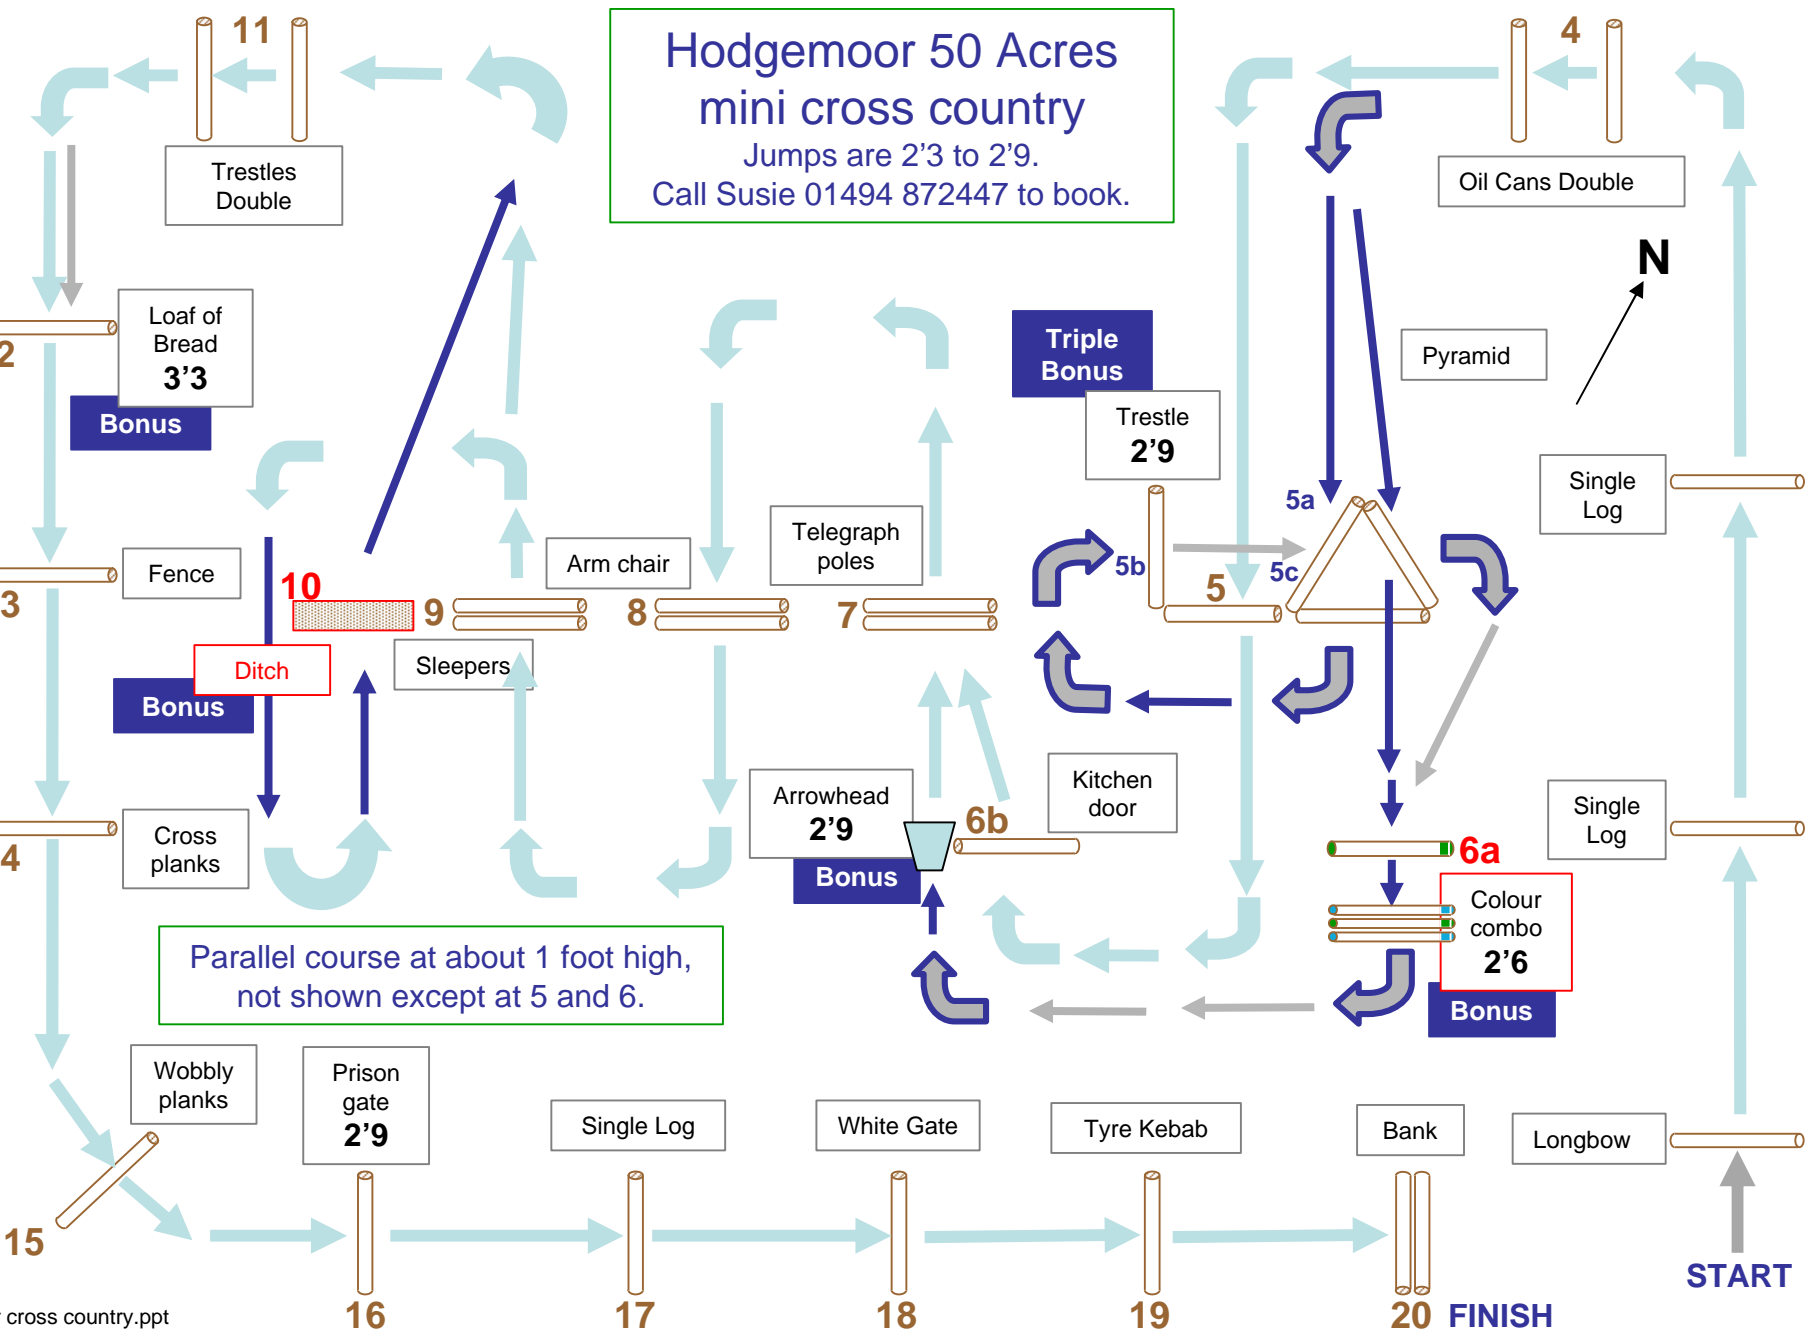 11
Hodgemoor 50 Acres
mini cross country
Jumps are 2’3 to 2’9.
Call Susie 01494 872447 to book.
4
Trestles
Double
Oil Cans Double
N
Loaf of
Bread
3’3
2
Bonus
Triple
Bonus
Pyramid
Trestle
2’9
Single
Log
5a
Telegraph
poles
Arm chair
Fence
3
10
9
8
7
5b
5c
5
Ditch
Sleepers
Bonus
Arrowhead
2’9
Bonus
Kitchen
door
6b
Single
Log
Cross
planks
4
6a
Colour
combo
2’6
Bonus
Parallel course at about 1 foot high,
not shown except at 5 and 6.
Wobbly
planks
Prison
gate
2’9
Single Log
White Gate
Tyre Kebab
Bank
Longbow
15
START
cross country.ppt
16
17
18
19
20 FINISH